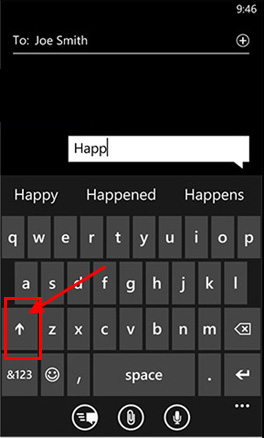 9:46
To: Joe Smith
Happ
Happy Happened Happens
q w e r t y u i o p
a s d f g h j k l
z x c v b n m
&123 , space .